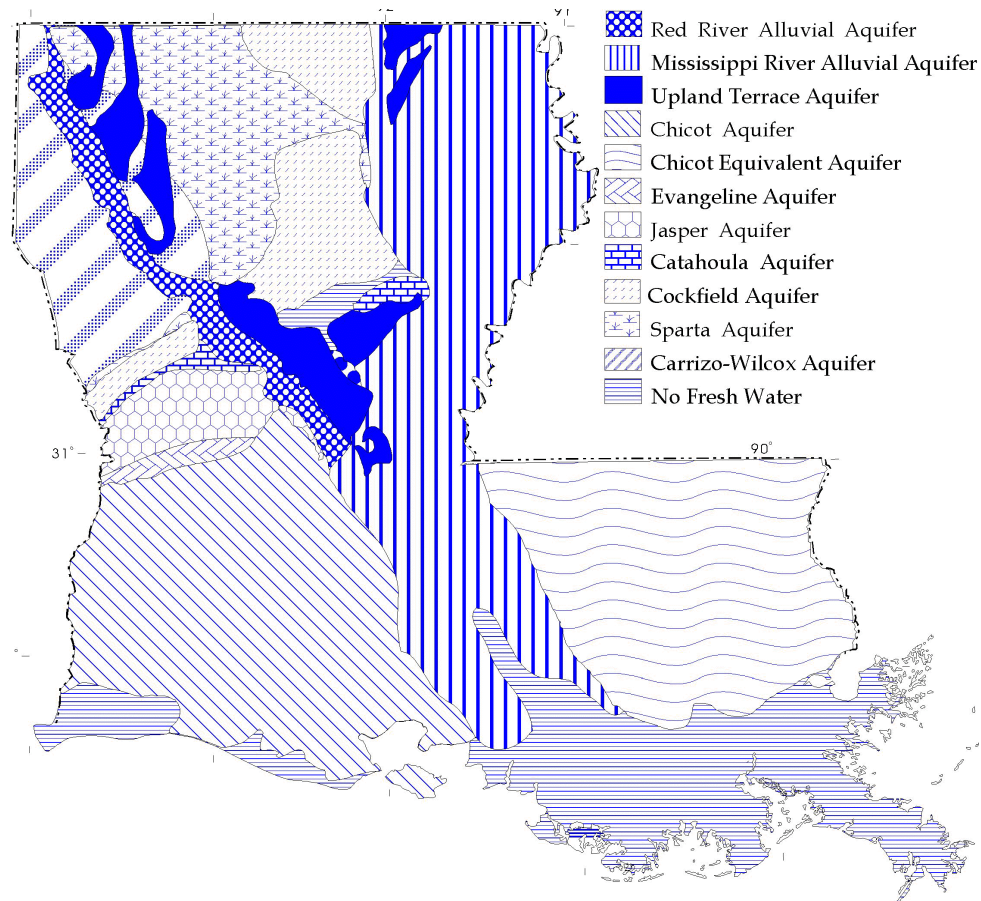 Red River Alluvial Aquifer
Mississippi River Alluvial Aquifer
Upland Terrace Aquifer
Chicot Aquifer
Chicot Equivalent Aquifer
Evangeline Aquifer
Jasper Aquifer
Catahoula Aquifer
Cockfield Aquifer
Sparta Aquifer
Carrizo-Wilcox Aquifer
No Fresh Water
31°
90°